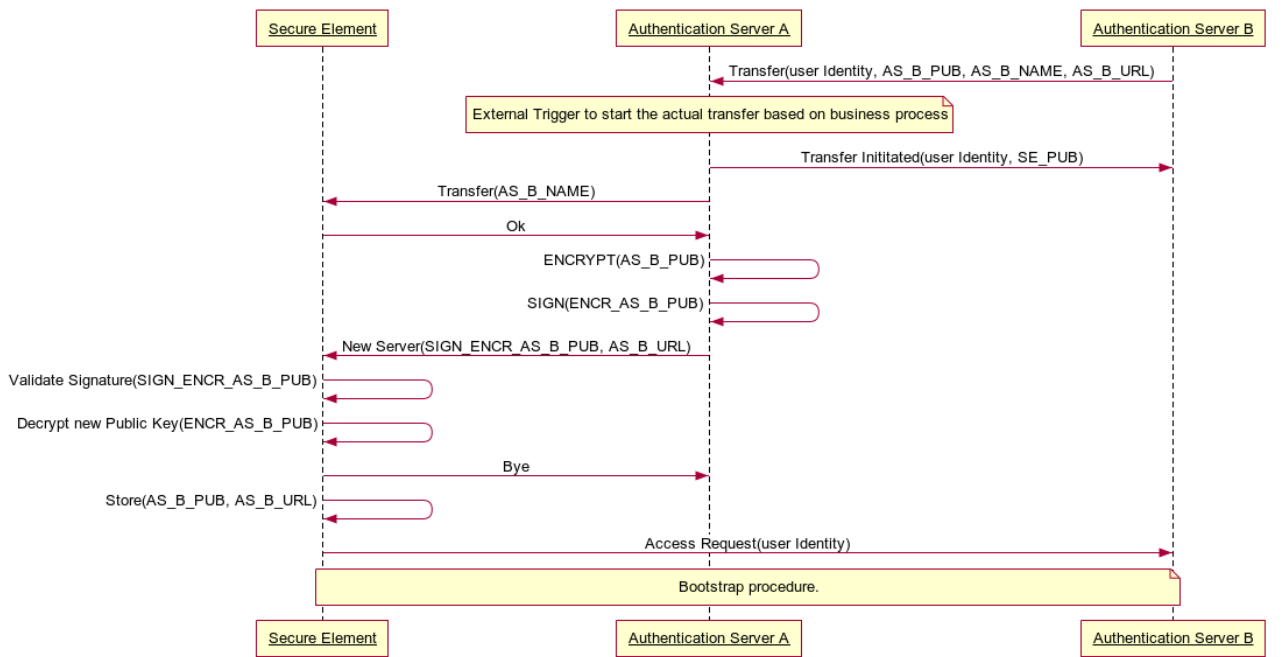 Secure Element
Authentication Server A
Authentication Server B
Transfer(user Identity, AS_B_PUB, AS_B_NAME, AS_B_URL)
External Trigger to start the actual transfer based on business process
Transfer Inititated(user Identity, SE_PUB)
Transfer(AS_B_NAME)
Ok
ENCRYPT(AS_B_PUB)
SIGN(ENCR_AS_B_PUB)
New Server(SIGN_ENCR_AS_B_PUB, AS_B_URL)
Validate Signature(SIGN_ENCR_AS_B_PUB)
Decrypt new Public Key(ENCR_AS_B_PUB)
Bye
Store(AS_B_PUB, AS_B_URL)
Access Request(user Identity)
Bootstrap procedure.
Secure Element
Authentication Server A
Authentication Server B